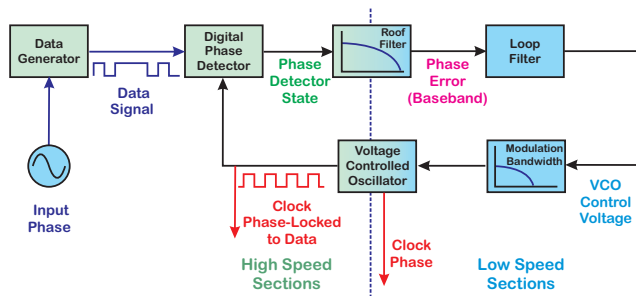 Data
Generator
Data
Signal
Input
Phase
Digital
Phase
Detector
Phase
Detector
State
Roof
Filter
Phase
Error
(Baseband)
Loop
Filter
Voltage
Controlled
Oscillator
Modulation
Bandwidth
VCO
Control
Voltage
Clock
Phase-Locked
to Data
Clock
Phase
High Speed
Sections
Low Speed
Sections